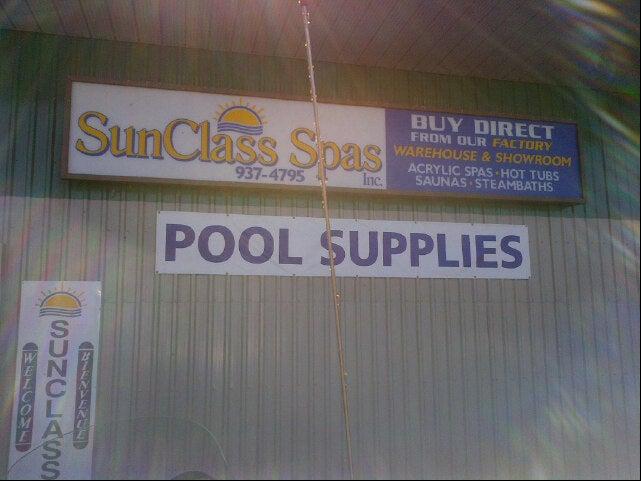 SunClass Spas
937-4795 Inc.
BUY DIRECT
FROM OUR FACTORY
WAREHOUSE & SHOWROOM
ACRYLIC SPAS · HOT TUBS
SAUNAS · STEAMBATHS
POOL SUPPLIES
WELCOME
SUNCLASS
BIENVENUE